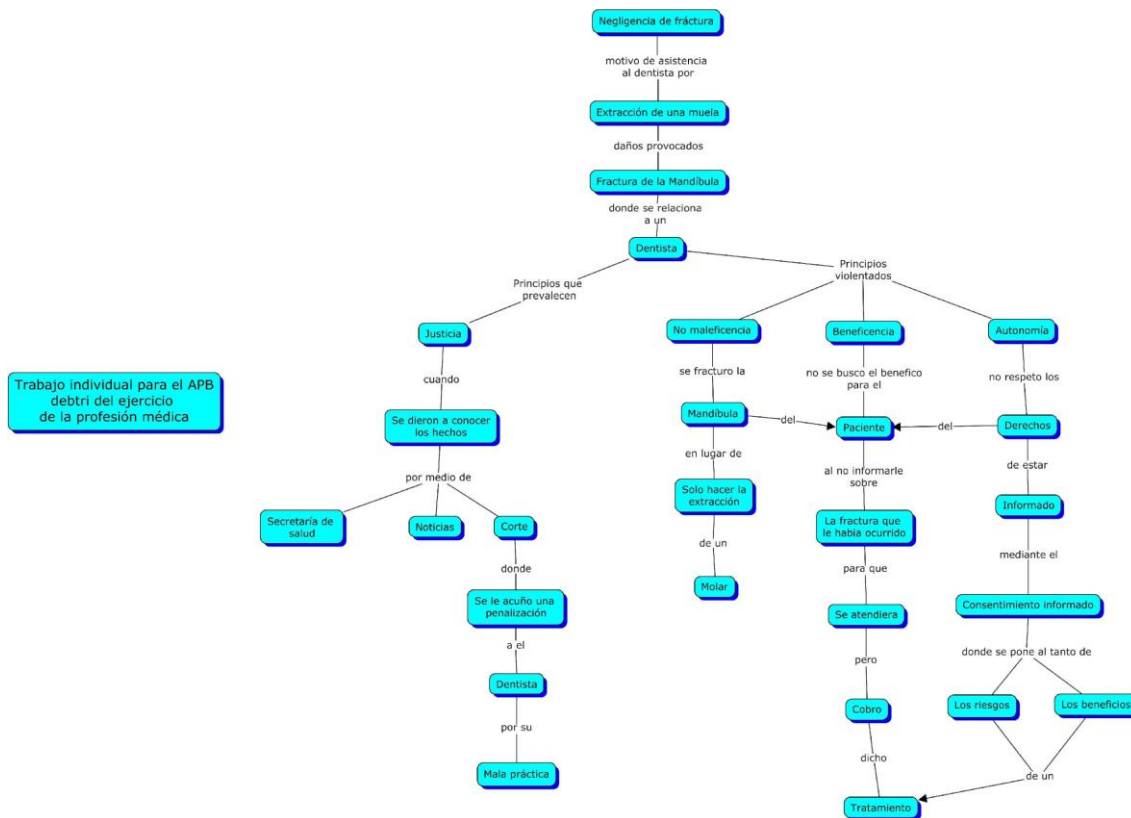 Negligencia de fráctura
motivo de asistencia
al dentista por
Extracción de una muela
daños provocados
Fractura de la Mandíbula
donde se relaciona
a un
Dentista
Principios que
prevalecen
Principios
violentados
Justicia
No maleficencia
Beneficencia
Autonomía
cuando
se fracturo la
no se busco el benefico
para el
no respeto los
Trabajo individual para el APB
debtri del ejercicio
de la profesión médica
Se dieron a conocer
los hechos
Mandíbula
del
Paciente
del
Derechos
por medio de
en lugar de
al no informarle
sobre
de estar
Secretaría de
salud
Noticias
Corte
Solo hacer la
extracción
La fractura que
le habia ocurrido
Informado
donde
de un
para que
mediante el
Se le acuño una
penalización
Molar
Se atendiera
Consentimiento informado
a el
pero
donde se pone al tanto de
Dentista
Cobro
Los riesgos
Los beneficios
por su
dicho
de un
Mala práctica
Tratamiento